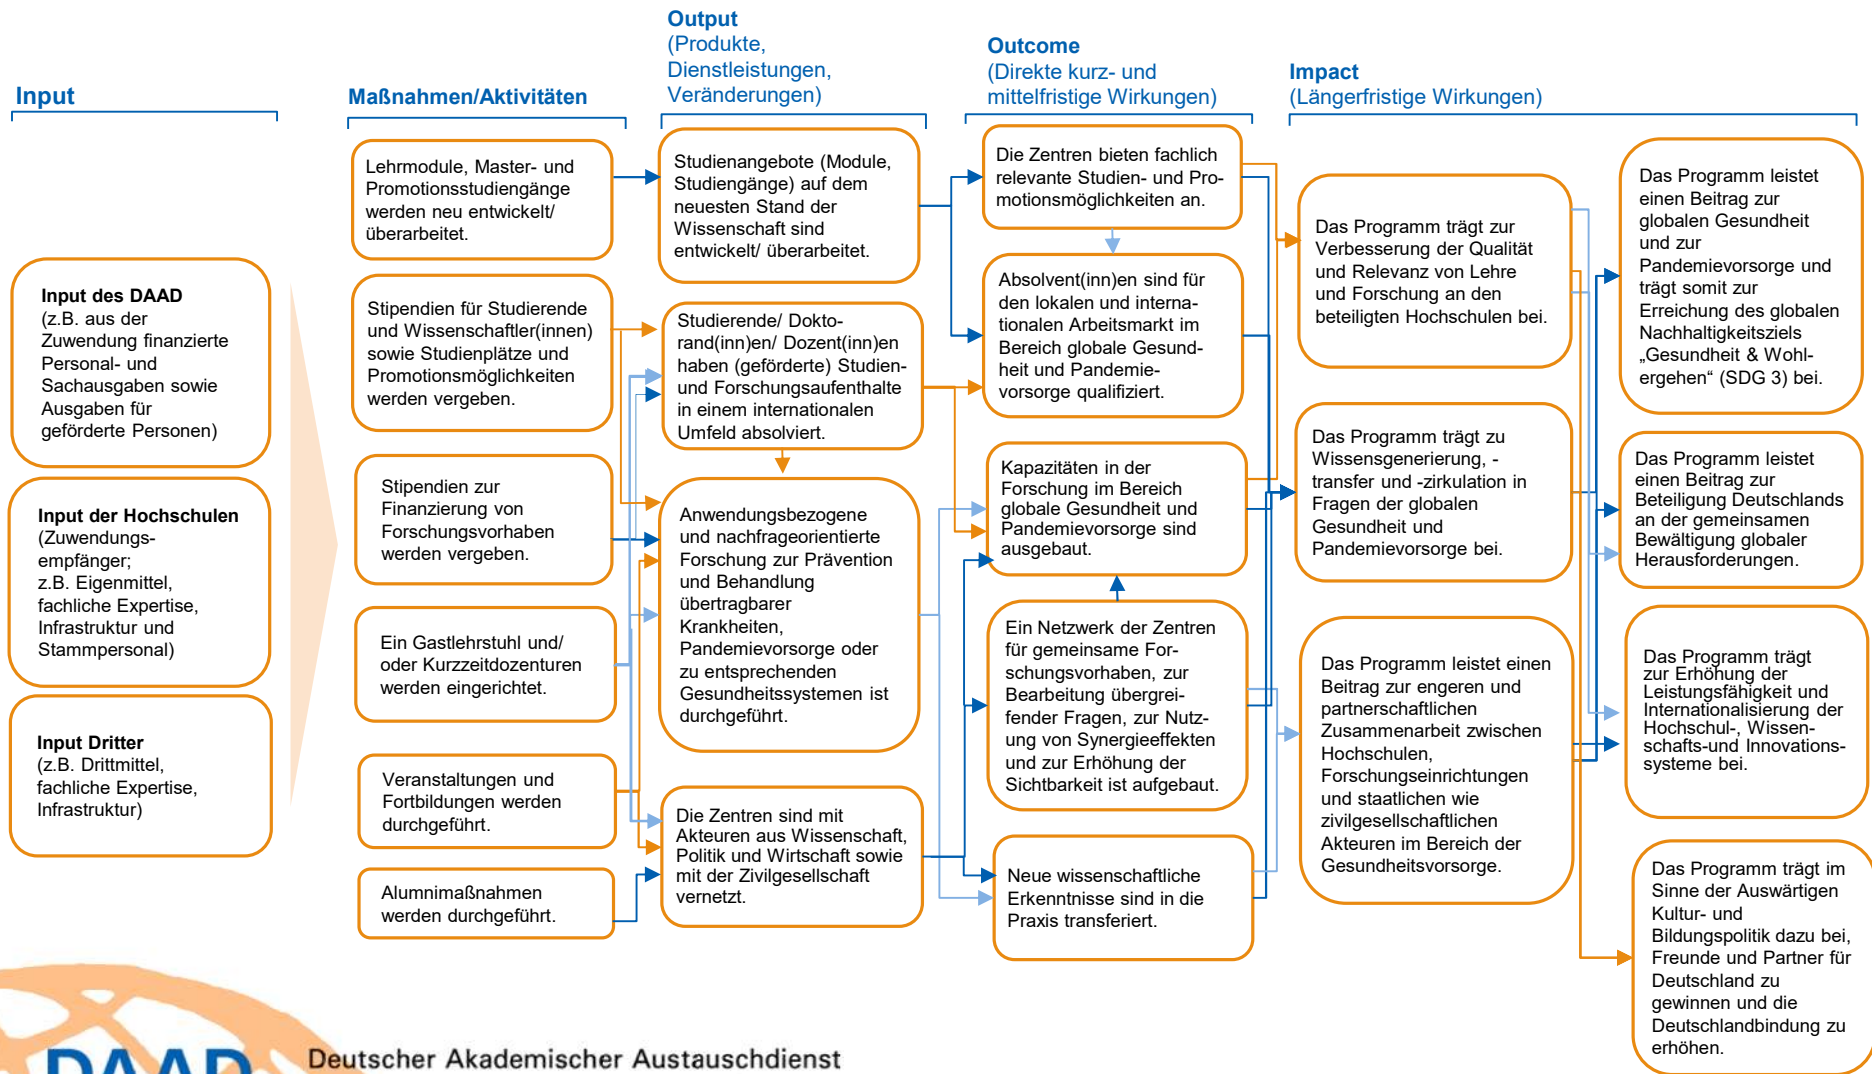 Input
Maßnahmen/Aktivitäten
Output
(Produkte,
Dienstleistungen,
Veränderungen)
Outcome
(Direkte kurz- und
mittelfristige Wirkungen)
Impact
(Längerfristige Wirkungen)
Input des DAAD
(z.B. aus der
Zuwendung finanzierte
Personal- und
Sachausgaben sowie
Ausgaben für
geförderte Personen)
Input der Hochschulen
(Zuwendungs-
empfänger;
z.B. Eigenmittel,
fachliche Expertise,
Infrastruktur und
Stammpersonal)
Input Dritter
(z.B. Drittmittel,
fachliche Expertise,
Infrastruktur)
Lehrmodule, Master- und
Promotionsstudiengänge
werden neu entwickelt/
überarbeitet.
Stipendien für Studierende
und Wissenschaftler(innen)
sowie Studienplätze und
Promotionsmöglichkeiten
werden vergeben.
Stipendien zur
Finanzierung von
Forschungsvorhaben
werden vergeben.
Ein Gastlehrstuhl und/
oder Kurzzeitdozenturen
werden eingerichtet.
Veranstaltungen und
Fortbildungen werden
durchgeführt.
Alumnimaßnahmen
werden durchgeführt.
Studienangebote (Module,
Studiengänge) auf dem
neuesten Stand der
Wissenschaft sind
entwickelt/ überarbeitet.
Studierende/ Dokto-
rand(inn)en/ Dozent(inn)en
haben (geförderte) Studien-
und Forschungsaufenthalte
in einem internationalen
Umfeld absolviert.
Anwendungsbezogene
und nachfrageorientierte
Forschung zur Prävention
und Behandlung
übertragbarer
Krankheiten,
Pandemievorsorge oder
zu entsprechenden
Gesundheitssystemen ist
durchgeführt.
Die Zentren sind mit
Akteuren aus Wissenschaft,
Politik und Wirtschaft sowie
mit der Zivilgesellschaft
vernetzt.
Die Zentren bieten fachlich
relevante Studien- und Pro-
motionsmöglichkeiten an.
Absolvent(inn)en sind für
den lokalen und interna-
tionalen Arbeitsmarkt im
Bereich globale Gesund-
heit und Pandemie-
vorsorge qualifiziert.
Kapazitäten in der
Forschung im Bereich
globale Gesundheit und
Pandemievorsorge sind
ausgebaut.
Ein Netzwerk der Zentren
für gemeinsame For-
schungsvorhaben, zur
Bearbeitung übergrei-
fender Fragen, zur Nutz-
ung von Synergieeffekten
und zur Erhöhung der
Sichtbarkeit ist aufgebaut.
Neue wissenschaftliche
Erkenntnisse sind in die
Praxis transferiert.
Das Programm trägt zur
Verbesserung der Qualität
und Relevanz von Lehre
und Forschung an den
beteiligten Hochschulen bei.
Das Programm trägt zu
Wissensgenerierung, -
transfer und -zirkulation in
Fragen der globalen
Gesundheit und
Pandemievorsorge bei.
Das Programm leistet einen
Beitrag zur engeren und
partnerschaftlichen
Zusammenarbeit zwischen
Hochschulen,
Forschungseinrichtungen
und staatlichen wie
zivilgesellschaftlichen
Akteuren im Bereich der
Gesundheitsvorsorge.
Das Programm leistet
einen Beitrag zur
globalen Gesundheit
und zur
Pandemievorsorge und
trägt somit zur
Erreichung des globalen
Nachhaltigkeitsziels
„Gesundheit & Wohl-
ergehen“ (SDG 3) bei.
Das Programm leistet
einen Beitrag zur
Beteiligung Deutschlands
an der gemeinsamen
Bewältigung globaler
Herausforderungen.
Das Programm trägt
zur Erhöhung der
Leistungsfähigkeit und
Internationalisierung der
Hochschul-, Wissen-
schafts-und Innovations-
systeme bei.
Das Programm trägt im
Sinne der Auswärtigen
Kultur- und
Bildungspolitik dazu bei,
Freunde und Partner für
Deutschland zu
gewinnen und die
Deutschlandbindung zu
erhöhen.
DAAD
Deutscher Akademischer Austauschdienst